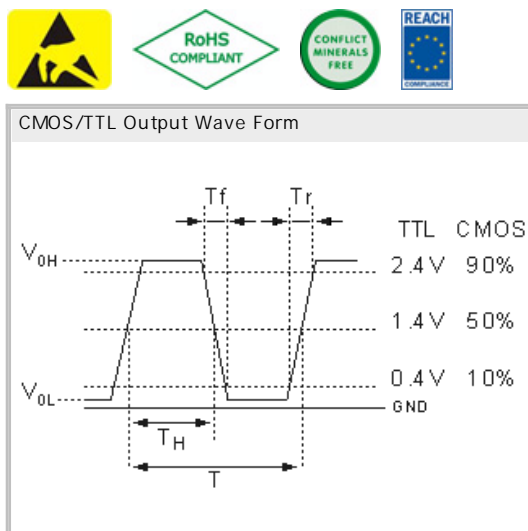 RoHS
COMPLIANT
CONFLICT
MINERALS
FREE
REACH
COMPLIANCE
CMOS/TTL Output Wave Form
Tf Tr
TTL CMOS
V0H 2.4V 90%
1.4V 50%
V0L 0.4V 10%
GND
TH
T